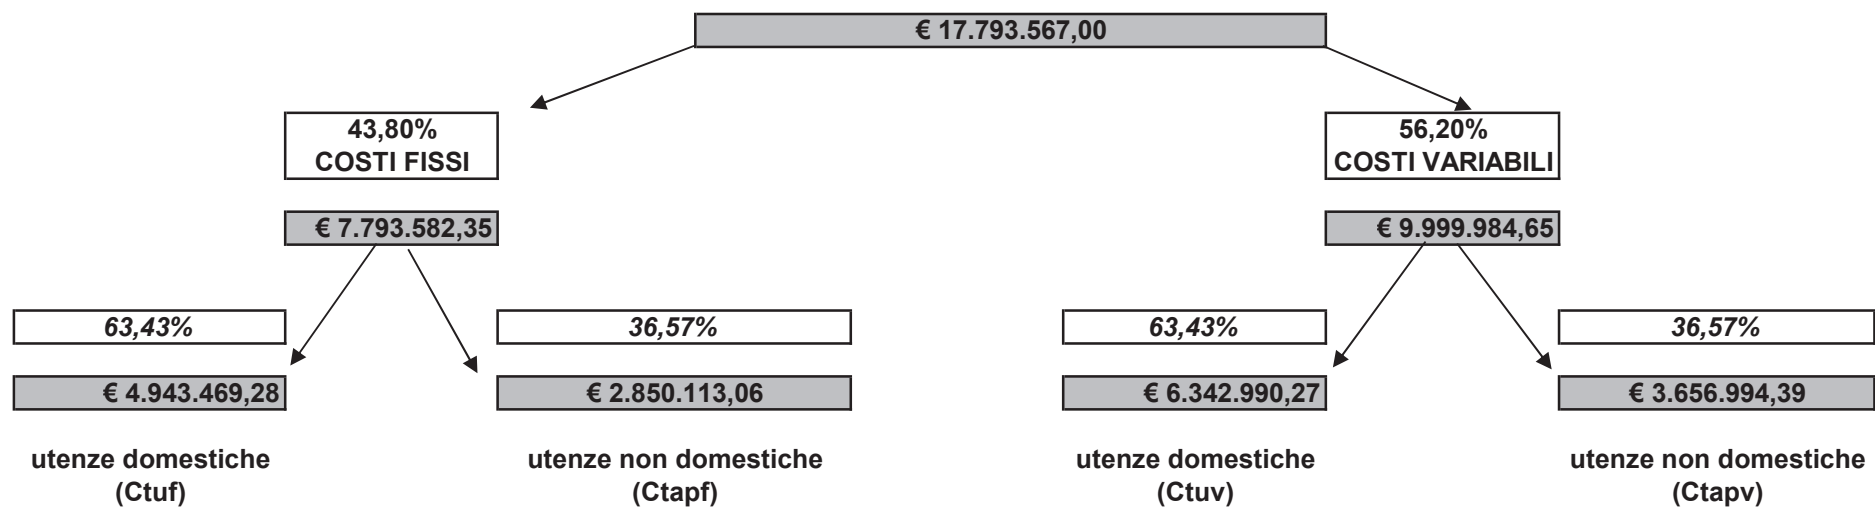 € 17.793.567,00
43,80%
COSTI FISSI
56,20%
COSTI VARIABILI
€ 7.793.582,35
€ 9.999.984,65
63,43%
36,57%
63,43%
36,57%
€ 4.943.469,28
€ 2.850.113,06
€ 6.342.990,27
€ 3.656.994,39
utenze domestiche
(Ctuf)
utenze non domestiche
(Ctapf)
utenze domestiche
(Ctuv)
utenze non domestiche
(Ctapv)